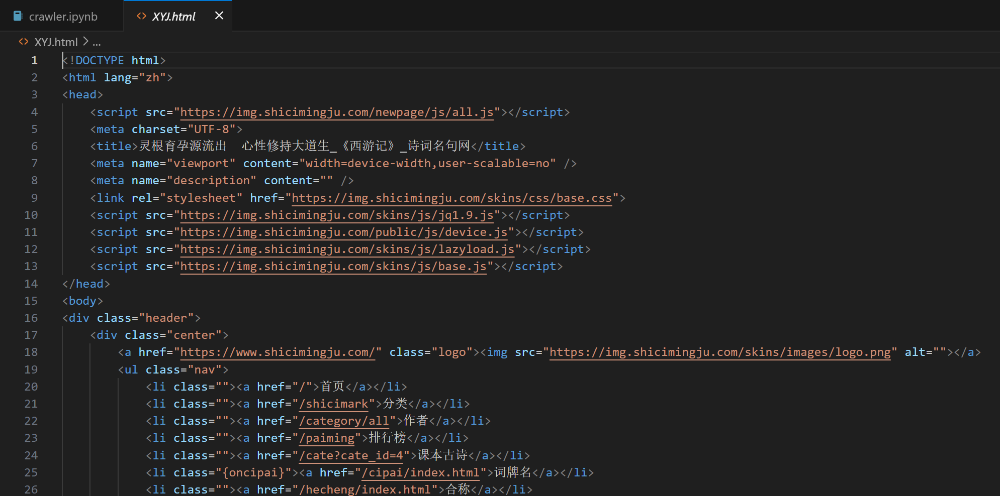 crawler.ipynb
XYJ.html
XYJ.html > ...
1 <!DOCTYPE html>
2 <html lang="zh">
3 <head>
4 <script src="https://img.shicimingju.com/newpage/js/all.js"></script>
5 <meta charset="UTF-8">
6 <title>灵根育孕源流出　心性修持大道生_《西游记》_诗词名句网</title>
7 <meta name="viewport" content="width=device-width,user-scalable=no" />
8 <meta name="description" content="" />
9 <link rel="stylesheet" href="https://img.shicimingju.com/skins/css/base.css">
10 <script src="https://img.shicimingju.com/skins/js/jq1.9.js"></script>
11 <script src="https://img.shicimingju.com/public/js/device.js"></script>
12 <script src="https://img.shicimingju.com/skins/js/lazyload.js"></script>
13 <script src="https://img.shicimingju.com/skins/js/base.js"></script>
14 </head>
15 <body>
16 <div class="header">
17 <div class="center">
18 <a href="https://www.shicimingju.com/" class="logo"><img src="https://img.shicimingju.com/skins/images/logo.png" alt=""></a>
19 <ul class="nav">
20 <li class=""><a href="/">首页</a></li>
21 <li class=""><a href="/shicimark">分类</a></li>
22 <li class=""><a href="/category/all">作者</a></li>
23 <li class=""><a href="/paiming">排行榜</a></li>
24 <li class=""><a href="/cate?cate_id=4">课本古诗</a></li>
25 <li class="{oncipai}"><a href="/cipai/index.html">词牌名</a></li>
26 <li class=""><a href="/hecheng/index.html">合称</a></li>